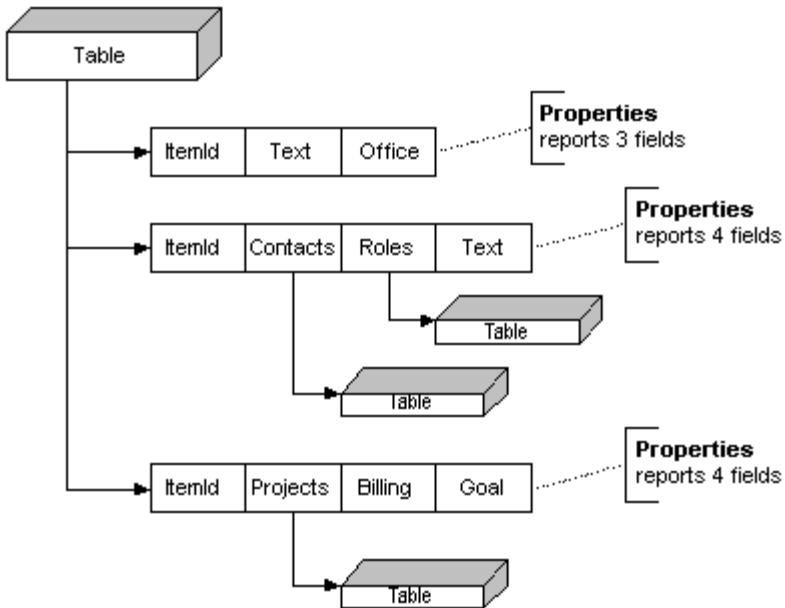 Table
Properties
reports 3 fields
ItemId Text Office
Properties
reports 4 fields
ItemId Contacts Roles Text
Table
Table
Properties
reports 4 fields
ItemId Projects Billing Goal
Table